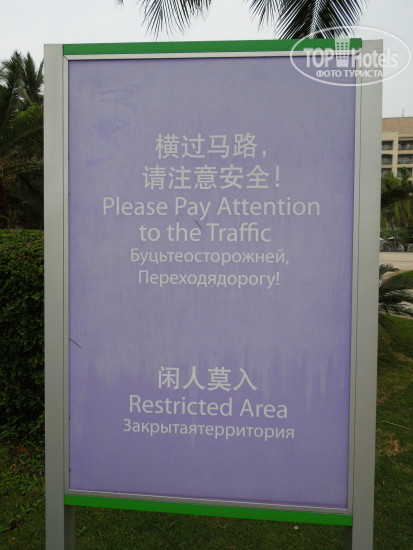 TOPHotels
ФОТО ТУРИСТА
横过马路，
请注意安全！
Please Pay Attention
to the Traffic
Буцьтеосторожней,
Переходядорогу!
闲人莫入
Restricted Area
Закрытаятерритория